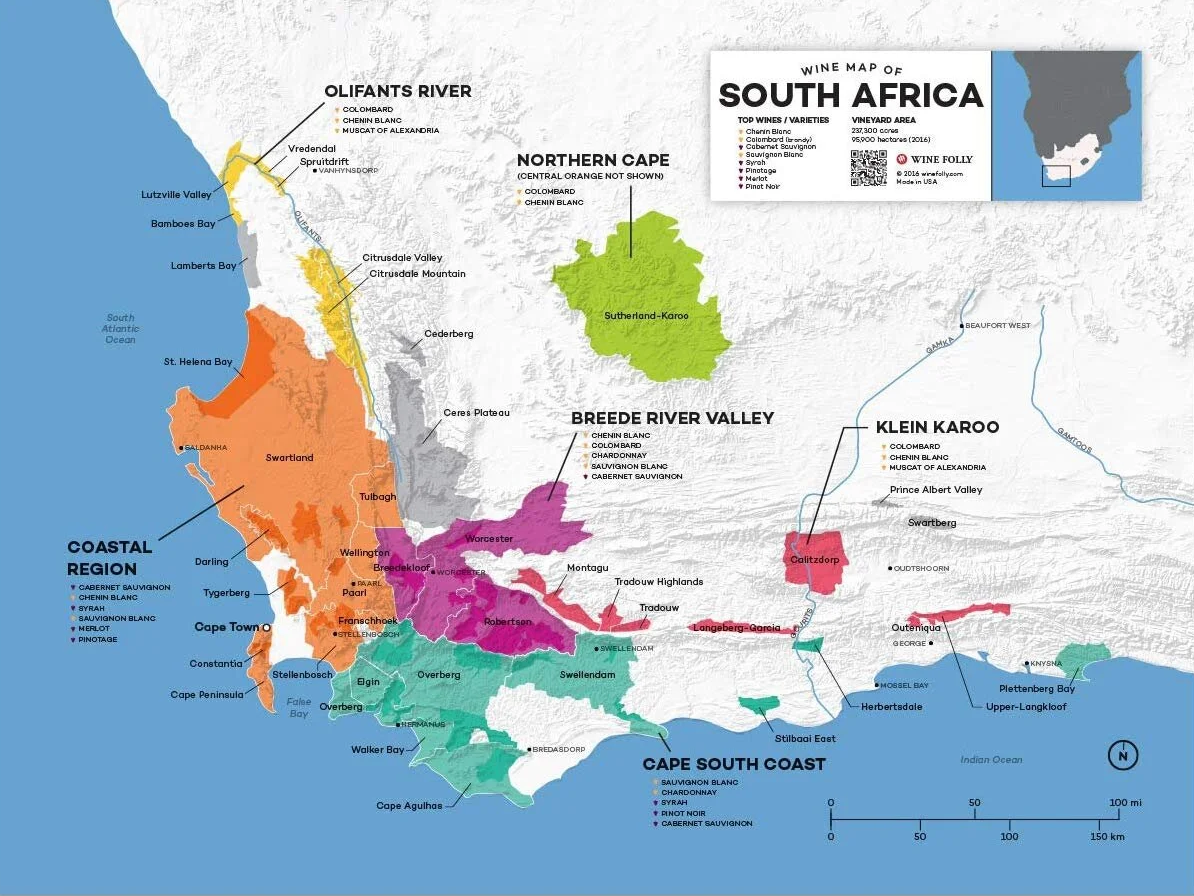 WINE MAP OF
SOUTH AFRICA
TOP WINES / VARIETIES
Chenin Blanc
Colombard (brandy)
Cabernet Sauvignon
Sauvignon Blanc
Syrah
Pinotage
Merlot
Pinot Noir
VINEYARD AREA
237,300 acres
95,900 hectares (2016)
WINE FOLLY
© 2016 winefolly.com
Made in USA
OLIFANTS RIVER
COLOMBARD
CHENIN BLANC
MUSCAT OF ALEXANDRIA
Vredendal
Spruitdrift
VANHYNSDORP
Lutzville Valley
Bamboes Bay
Lamberts Bay
OLIFANTS
Citrusdale Valley
Citrusdale Mountain
NORTHERN CAPE
(CENTRAL ORANGE NOT SHOWN)
COLOMBARD
CHENIN BLANC
Sutherland-Karoo
South
Atlantic
Ocean
Cederberg
St. Helena Bay
Ceres Plateau
SALDANHA
Swartland
Tulbagh
BEAUFORT WEST
GAMKA
GAMTOOS
BREEDE RIVER VALLEY
CHENIN BLANC
COLOMBARD
CHARDONNAY
SAUVIGNON BLANC
CABERNET SAUVIGNON
KLEIN KAROO
COLOMBARD
CHENIN BLANC
MUSCAT OF ALEXANDRIA
Prince Albert Valley
Swartberg
COASTAL
REGION
CABERNET SAUVIGNON
CHENIN BLANC
SYRAH
SAUVIGNON BLANC
MERLOT
PINOTAGE
Darling
Wellington
Worcester
Breedekloof
WORCESTER
Tygerberg
PAARL
Paarl
Cape Town
Franschhoek
STELLENBOSCH
Robertson
Montagu
Tradouw Highlands
Tradouw
Calitzdorp
OUDTSHOORN
Langeberg-Garcia
GOURITS
Outeniqua
GEORGE
Constantia
Stellenbosch
Cape Peninsula
False
Bay
Elgin
Overberg
Overberg
SWELLENDAM
Swellendam
HERMANUS
Walker Bay
BREDASDORP
Cape Agulhas
KNYSNA
Plettenberg Bay
MOSSEL BAY
Herbertsdale
Upper-Langkloof
Stilbaai East
CAPE SOUTH COAST
SAUVIGNON BLANC
CHARDONNAY
SYRAH
PINOT NOIR
CABERNET SAUVIGNON
Indian Ocean
N
0 50 100 mi
0 50 100 150 km